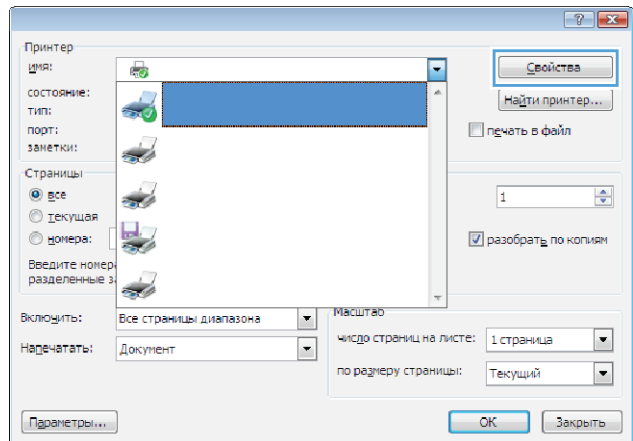 Принтер
имя:
Свойства
состояние:
Найти принтер...
тип:
порт:
печать в файл
заметки:
Страницы
все
1
текущая
номера:
разобрать по копиям
Введите номер
разделенные з
Включить: Все страницы диапазона
Масштаб
число страниц на листе: 1 страница
Напечатать: Документ
по размеру страницы: Текущий
Параметры...
OK
Закрыть